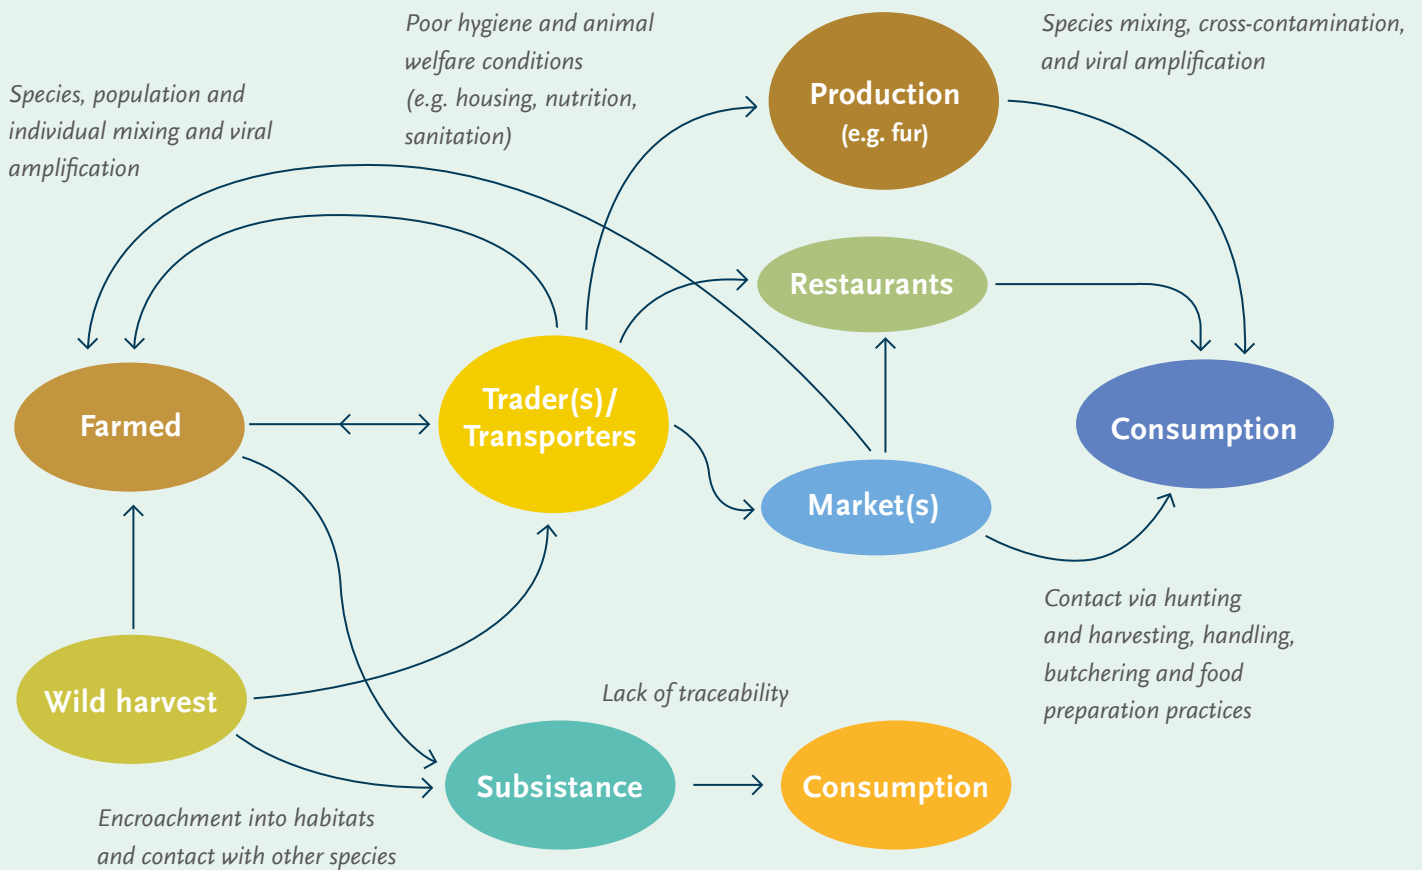 Poor hygiene and animal
welfare conditions
(e.g. housing, nutrition,
sanitation)
Species mixing, cross-contamination,
and viral amplification
Species, population and
individual mixing and viral
amplification
Production
(e.g. fur)
Restaurants
Farmed
Trader(s)/
Transporters
Consumption
Market(s)
Contact via hunting
and harvesting, handling,
butchering and food
preparation practices
Wild harvest
Lack of traceability
Subsistance
Consumption
Encroachment into habitats
and contact with other species